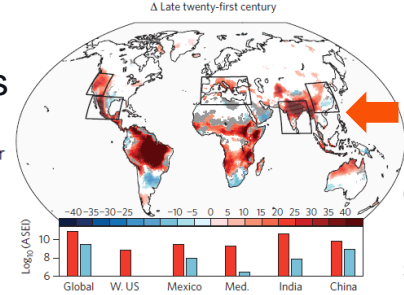 Δ Late twenty-first century
s
r
-40 -35 -30 -25 -10 -5 0 5 10 15 20 25 30 35 40
Log₁₀ (A SEI)
10
8
6
Global W. US Mexico Med. India China